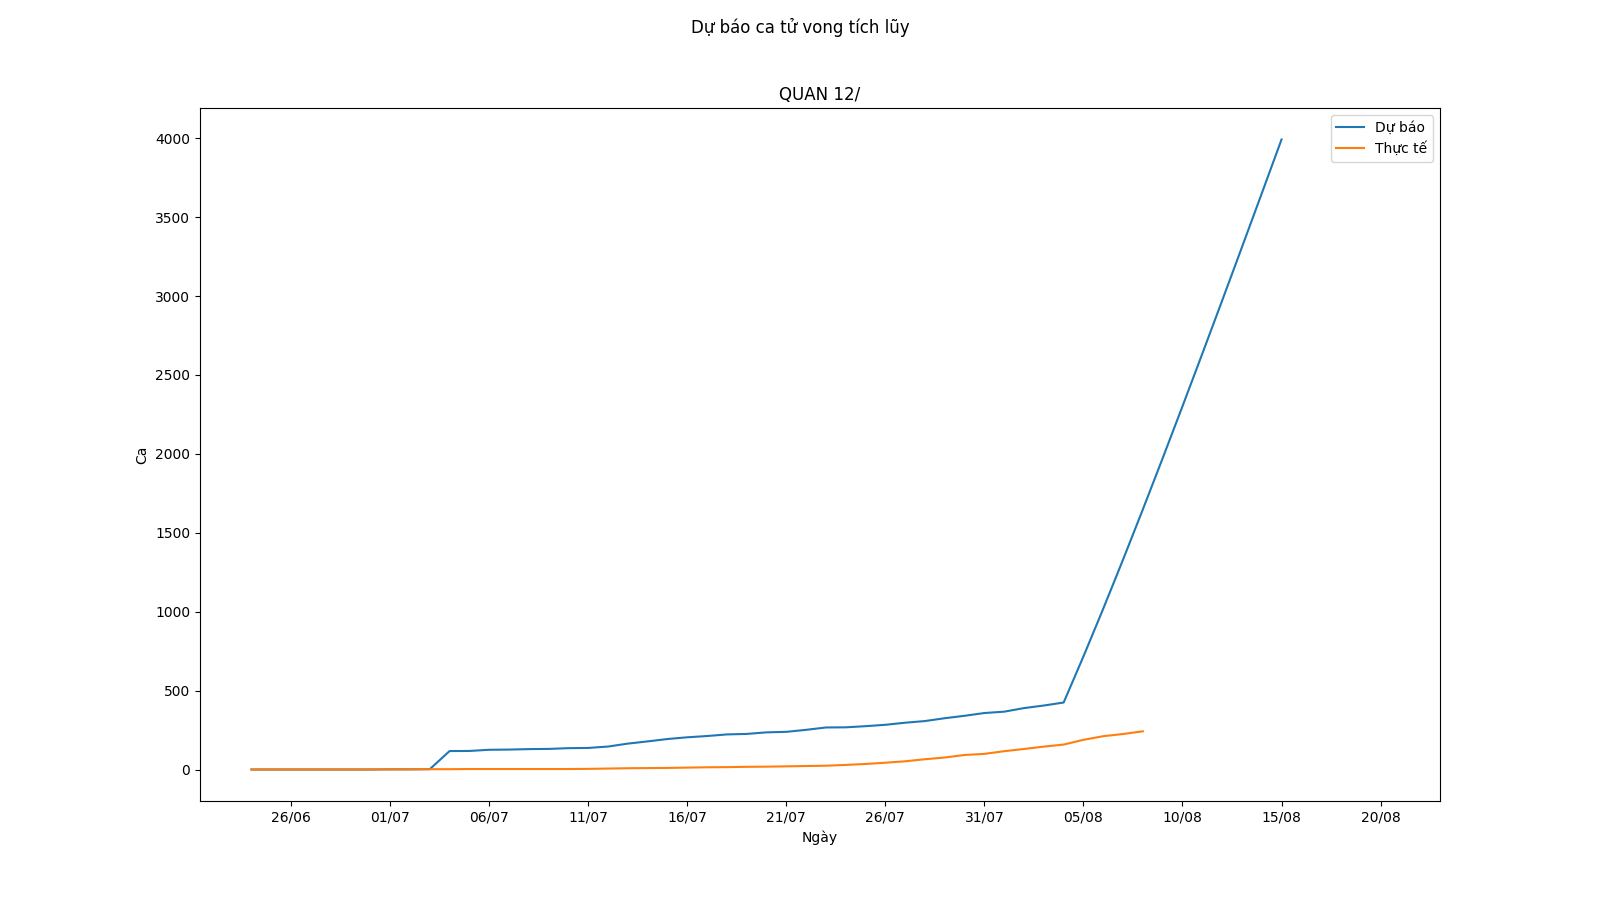 Dự báo ca tử vong tích lũy
QUAN 12/
Dự báo
Thực tế
4000
3500
3000
2500
2000
1500
1000
500
0
Ca
26/06 01/07 06/07 11/07 16/07 21/07 26/07 31/07 05/08 10/08 15/08 20/08
Ngày